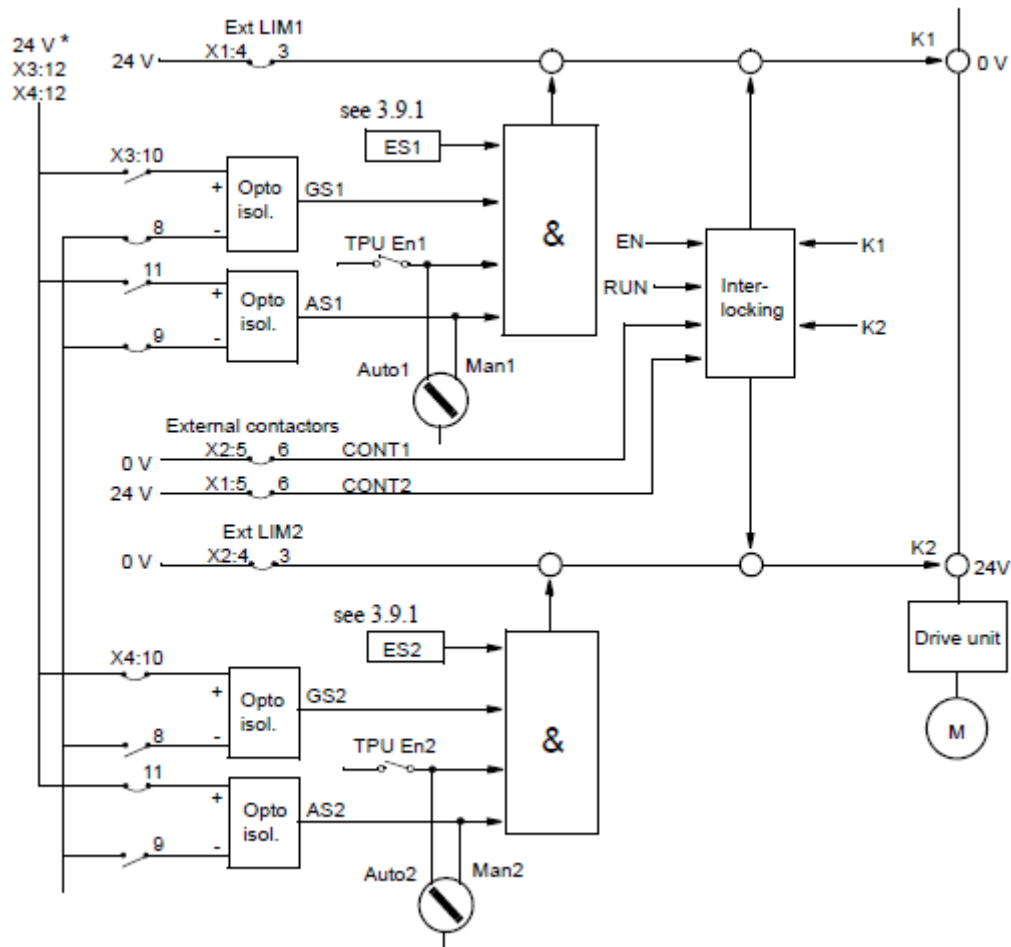 Ext LIM1
24 V *
X3:12
X4:12
24 V
X1:4 3
K1
0 V
see 3.9.1
ES1
X3:10
+
Opto
isol.
GS1
&
8
-
TPU En1
EN
K1
11
+
Opto
isol.
AS1
RUN
Inter-
locking
K2
9
-
Auto1
Man1
External contactors
0 V
X2:5 6
CONT1
24 V
X1:5 6
CONT2
Ext LIM2
0 V
X2:4 3
K2
24V
see 3.9.1
ES2
Drive unit
X4:10
+
Opto
isol.
GS2
M
8
-
TPU En2
&
11
+
Opto
isol.
AS2
9
-
Auto2
Man2